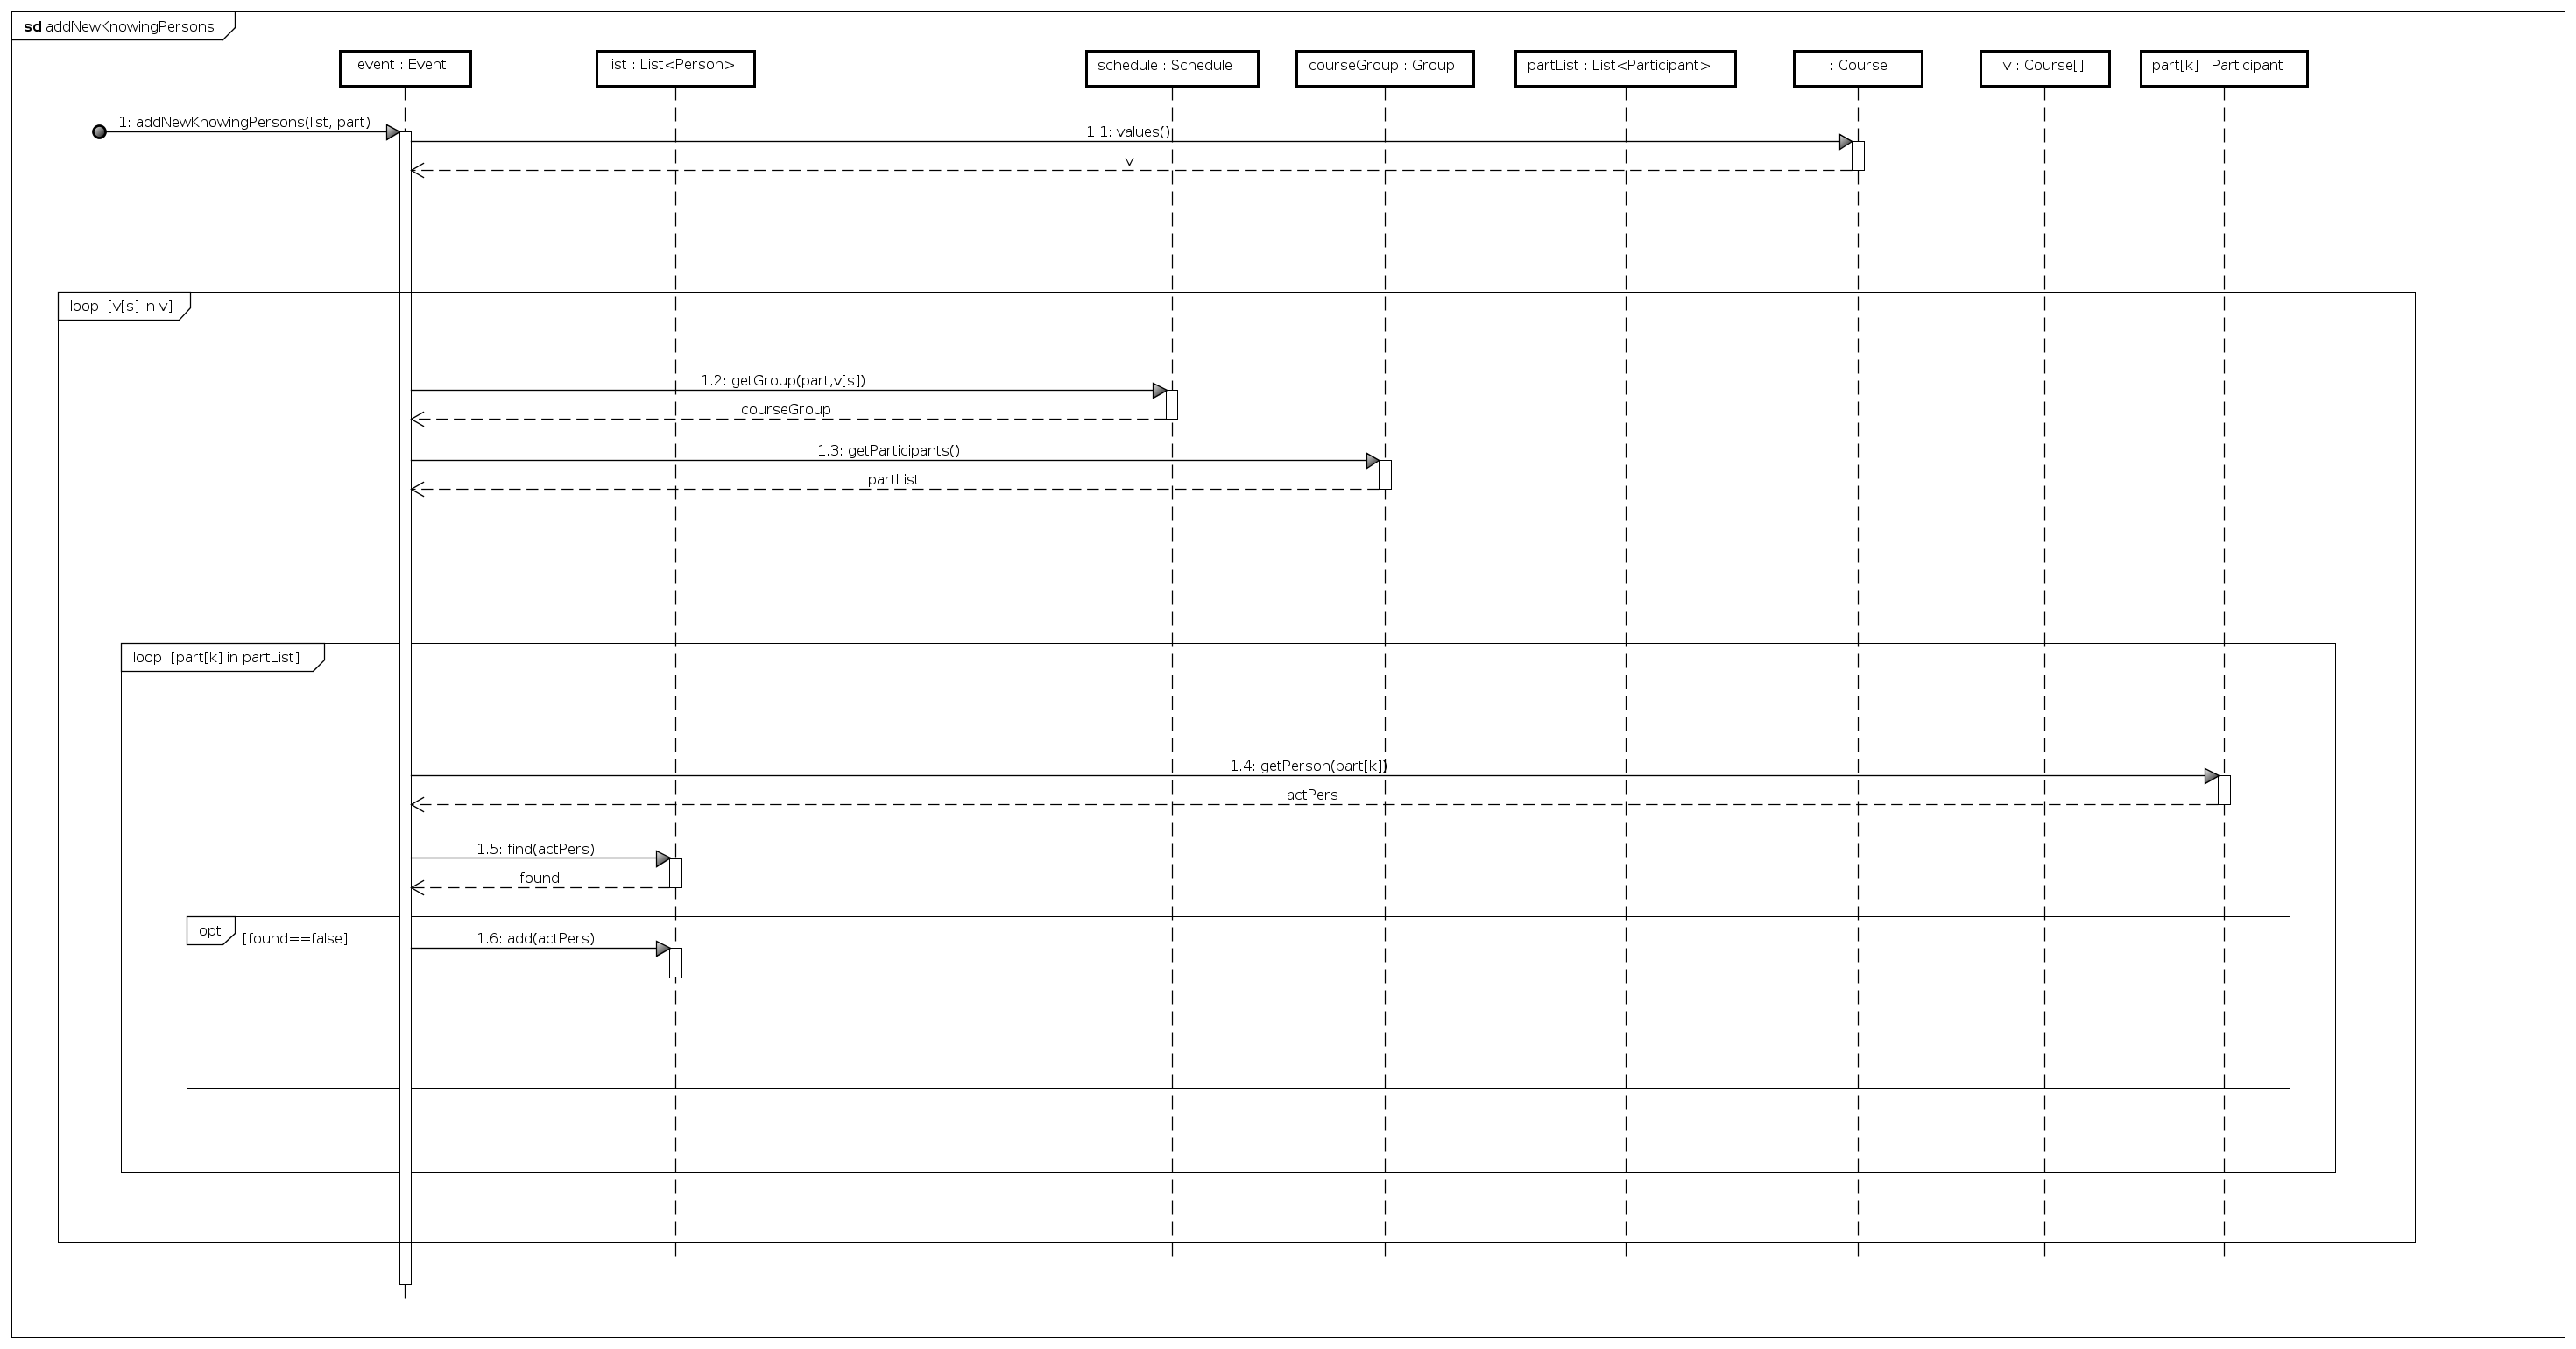 sd addNewKnowingPersons
event : Event
list : List<Person>
schedule : Schedule
courseGroup : Group
partList : List<Participant>
: Course
v : Course[]
part[k] : Participant
1: addNewKnowingPersons(list, part)
1.1: values()
v
loop [v[s] in v]
1.2: getGroup(part,v[s])
courseGroup
1.3: getParticipants()
partList
loop [part[k] in partList]
1.4: getPerson(part[k])
actPers
1.5: find(actPers)
found
opt
[found==false]
1.6: add(actPers)